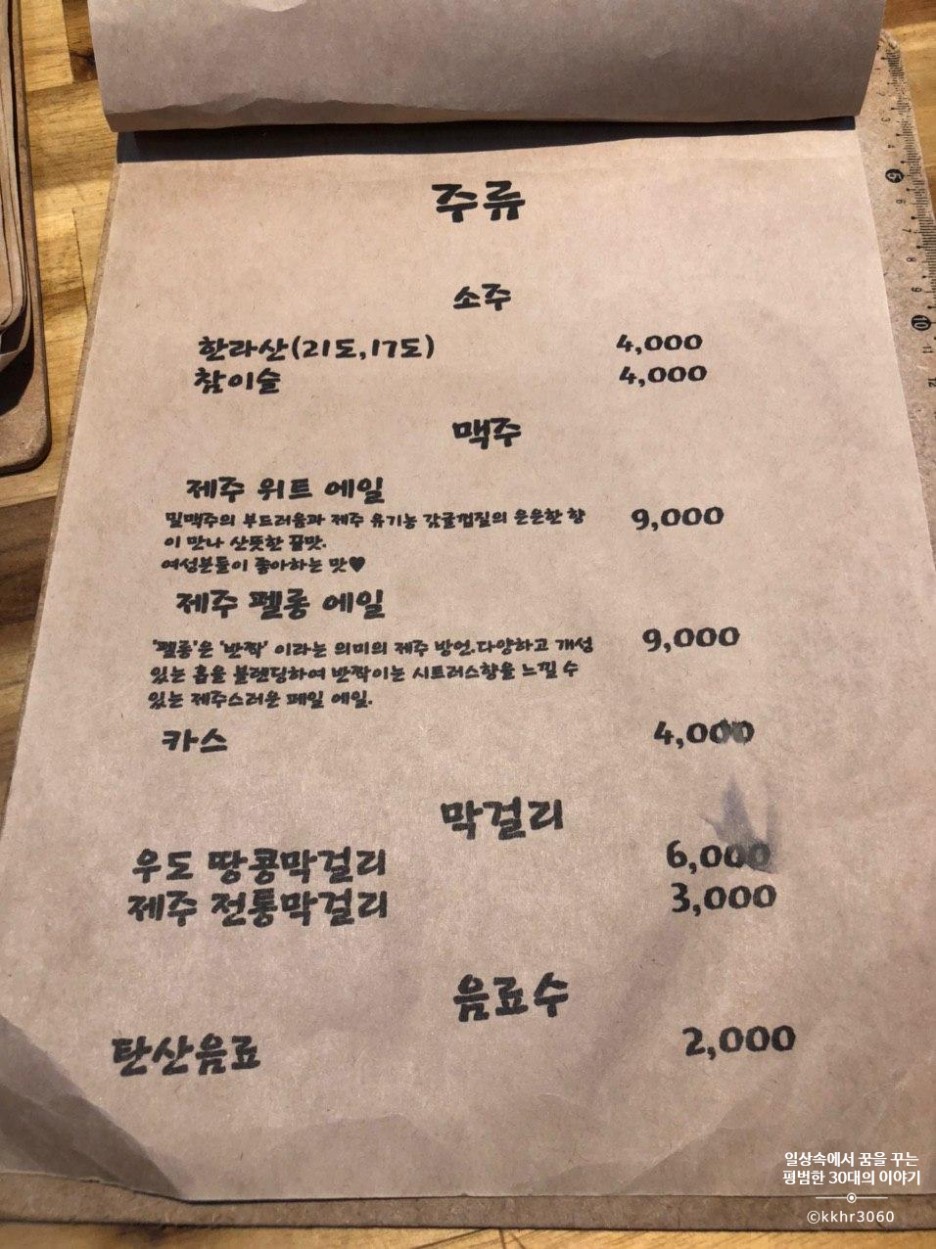 주류
소주
한라산(21도,17도) 4,000
참이슬 4,000
맥주
제주 위트 에일
밀맥주의 부드러움과 제주 유기농 감귤껍질의 은은한 향 9,000
이 만나 산뜻한 끝맛.
여성분들이 좋아하는 맛♥
제주 펠롱 에일
'펠롱'은 '반짝' 이라는 의미의 제주 방언.다양하고 개성 9,000
있는 홉을 블렌딩하여 반짝이는 시트러스향을 느낄 수
있는 제주스러운 페일 에일.
카스 4,000
막걸리
우도 땅콩막걸리 6,000
제주 전통막걸리 3,000
음료수
탄산음료 2,000
일상속에서 꿈을 꾸는
평범한 30대의 이야기
©kkhr3060